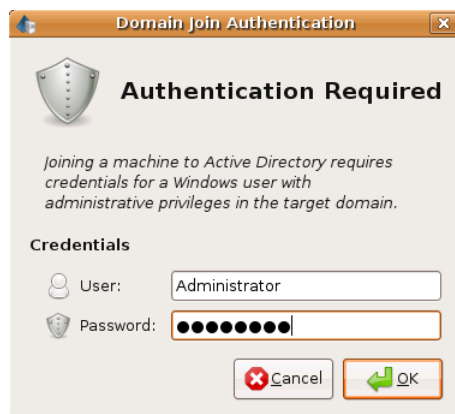 Domain Join Authentication
Authentication Required
Joining a machine to Active Directory requires
credentials for a Windows user with
administrative privileges in the target domain.
Credentials
User: Administrator
Password: ●●●●●●●●
Cancel OK